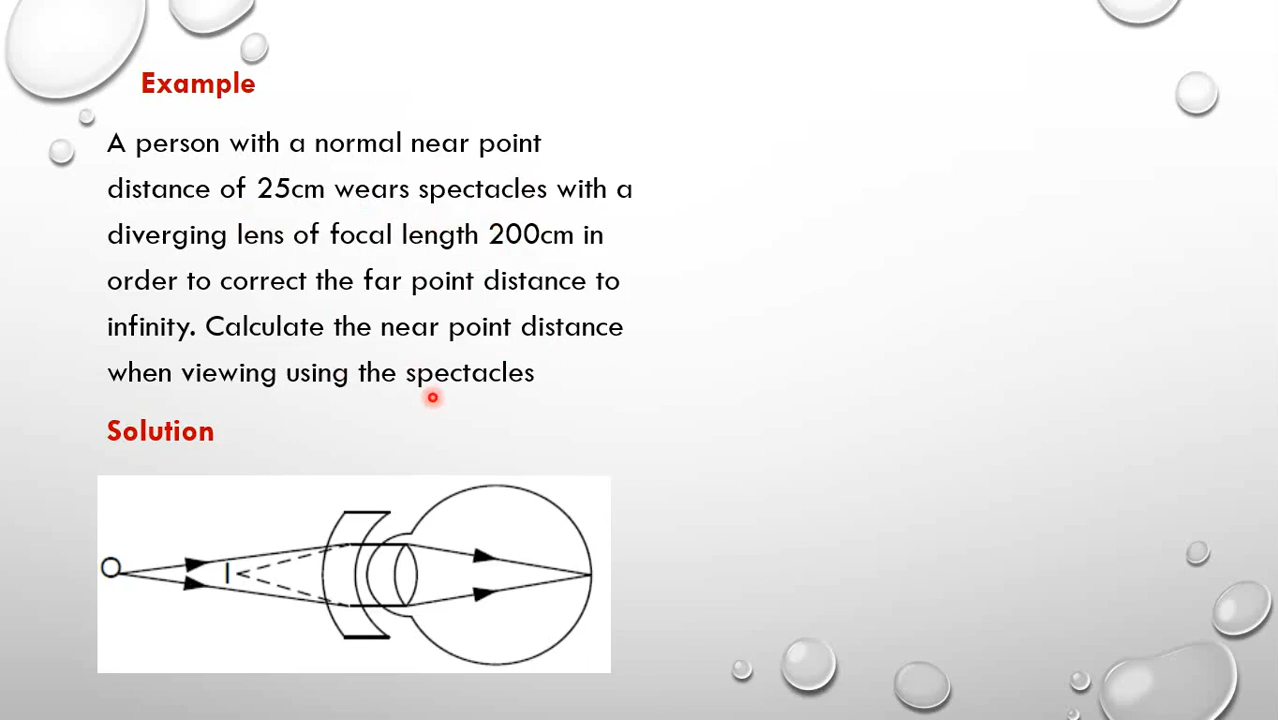 Example
A person with a normal near point
distance of 25cm wears spectacles with a
diverging lens of focal length 200cm in
order to correct the far point distance to
infinity. Calculate the near point distance
when viewing using the spectacles
Solution
O I